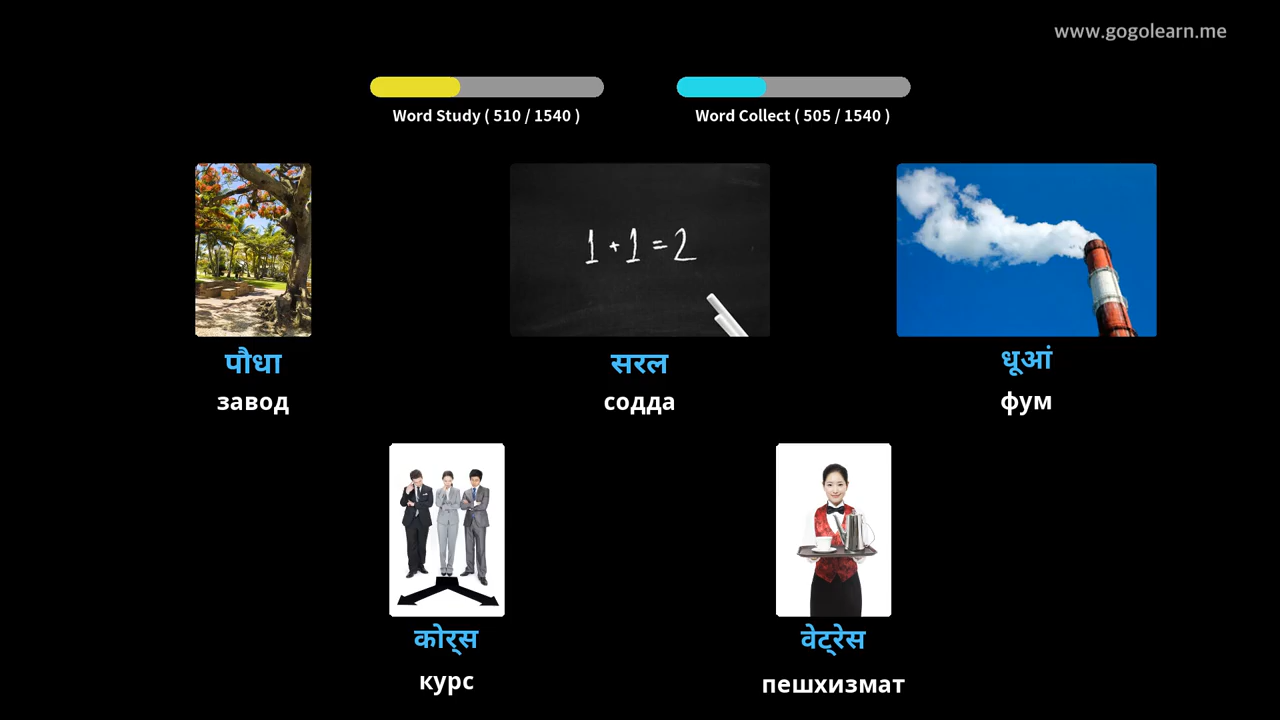 www.gogolearn.me
Word Study ( 510 / 1540 )
Word Collect ( 505 / 1540 )
1 + 1 = 2
पौधा
सरल
धूआं
завод
содда
фум
कोर्स
वेट्रेस
курс
пешхизмат